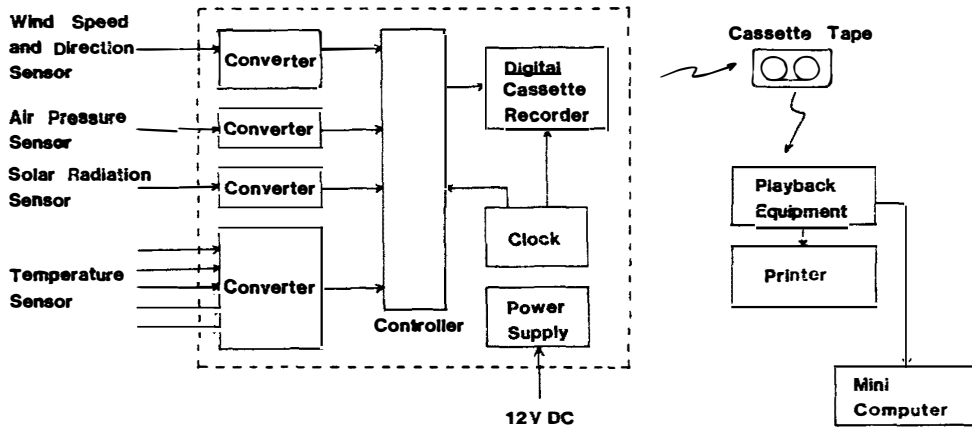 Wind Speed
and Direction
Sensor
Converter
Air Pressure
Sensor
Converter
Solar Radiation
Sensor
Converter
Temperature
Sensor
Converter
Controller
Digital
Cassette
Recorder
Clock
Power
Supply
12V DC
Cassette Tape
Playback
Equipment
Printer
Mini
Computer